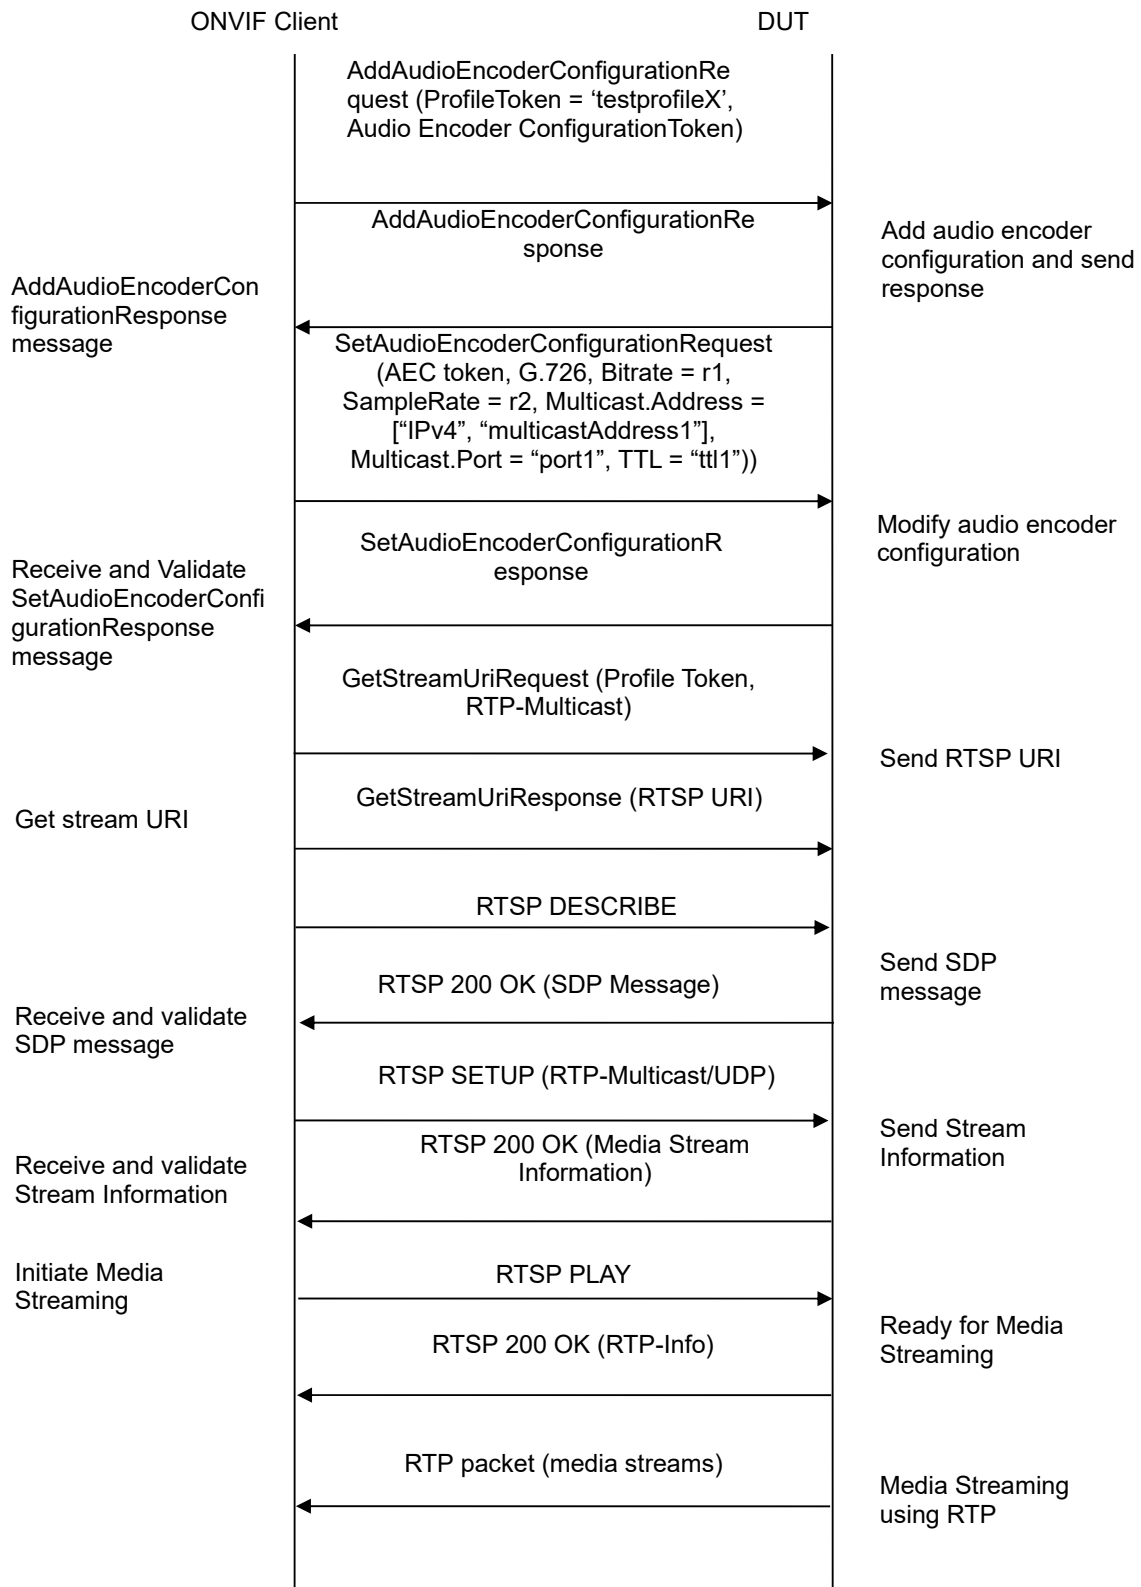 ONVIF Client
DUT
AddAudioEncoderConfigurationRe
quest (ProfileToken = ‘testprofileX’,
Audio Encoder ConfigurationToken)
AddAudioEncoderConfigurationRe
sponse
Add audio encoder
configuration and send
response
AddAudioEncoderCon
figurationResponse
message
SetAudioEncoderConfigurationRequest
(AEC token, G.726, Bitrate = r1,
SampleRate = r2, Multicast.Address =
[“IPv4”, “multicastAddress1”],
Multicast.Port = “port1”, TTL = “ttl1”))
Modify audio encoder
configuration
SetAudioEncoderConfigurationR
esponse
Receive and Validate
SetAudioEncoderConfi
gurationResponse
message
GetStreamUriRequest (Profile Token,
RTP-Multicast)
Send RTSP URI
GetStreamUriResponse (RTSP URI)
Get stream URI
RTSP DESCRIBE
Send SDP
message
RTSP 200 OK (SDP Message)
Receive and validate
SDP message
RTSP SETUP (RTP-Multicast/UDP)
Send Stream
Information
RTSP 200 OK (Media Stream
Information)
Receive and validate
Stream Information
Initiate Media
Streaming
RTSP PLAY
Ready for Media
Streaming
RTSP 200 OK (RTP-Info)
RTP packet (media streams)
Media Streaming
using RTP